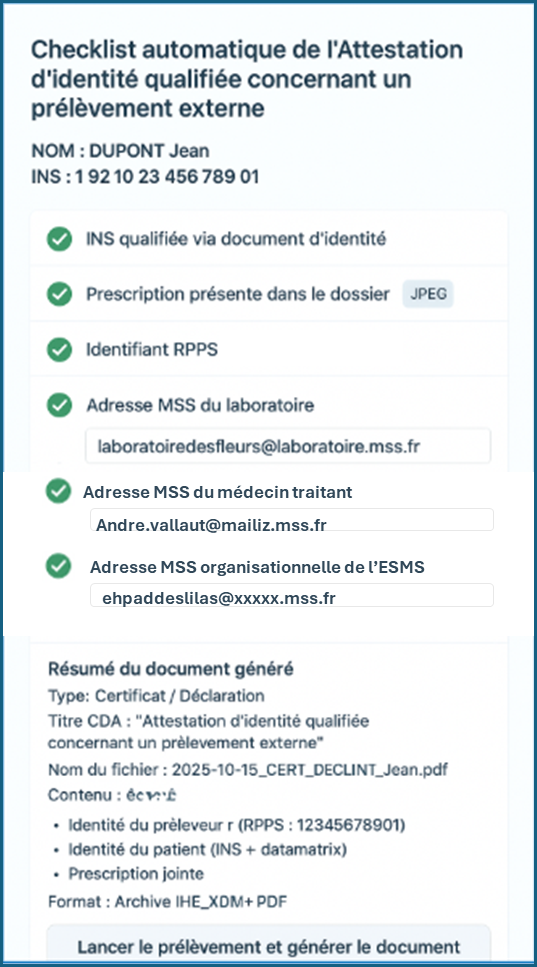 Checklist automatique de l'Attestation
d'identité qualifiée concernant un
prélèvement externe
NOM : DUPONT Jean
INS : 1 92 10 23 456 789 01
INS qualifiée via document d'identité
Prescription présente dans le dossier JPEG
Identifiant RPPS
Adresse MSS du laboratoire
laboratoiredesfleurs@laboratoire.mss.fr
Adresse MSS du médecin traitant
Andre.vallaut@mailiz.mss.fr
Adresse MSS organisationnelle de l’ESMS
ehpaddeslilas@xxxxx.mss.fr
Résumé du document généré
Type: Certificat / Déclaration
Titre CDA : "Attestation d'identité qualifiée
concernant un prèlevement externe"
Nom du fichier : 2025-10-15_CERT_DECLINT_Jean.pdf
Contenu :
• Identité du prèleveur r (RPPS : 12345678901)
• Identité du patient (INS + datamatrix)
• Prescription jointe
Format : Archive IHE_XDM+ PDF
Lancer le prélèvement et générer le document